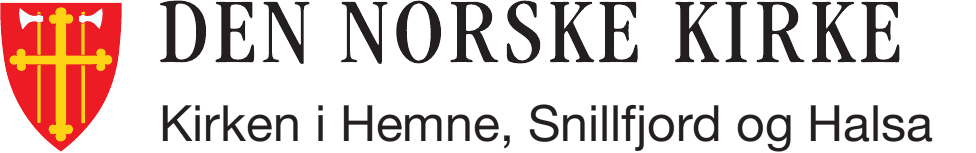 DEN NORSKE KIRKE
Kirken i Hemne, Snillfjord og Halsa